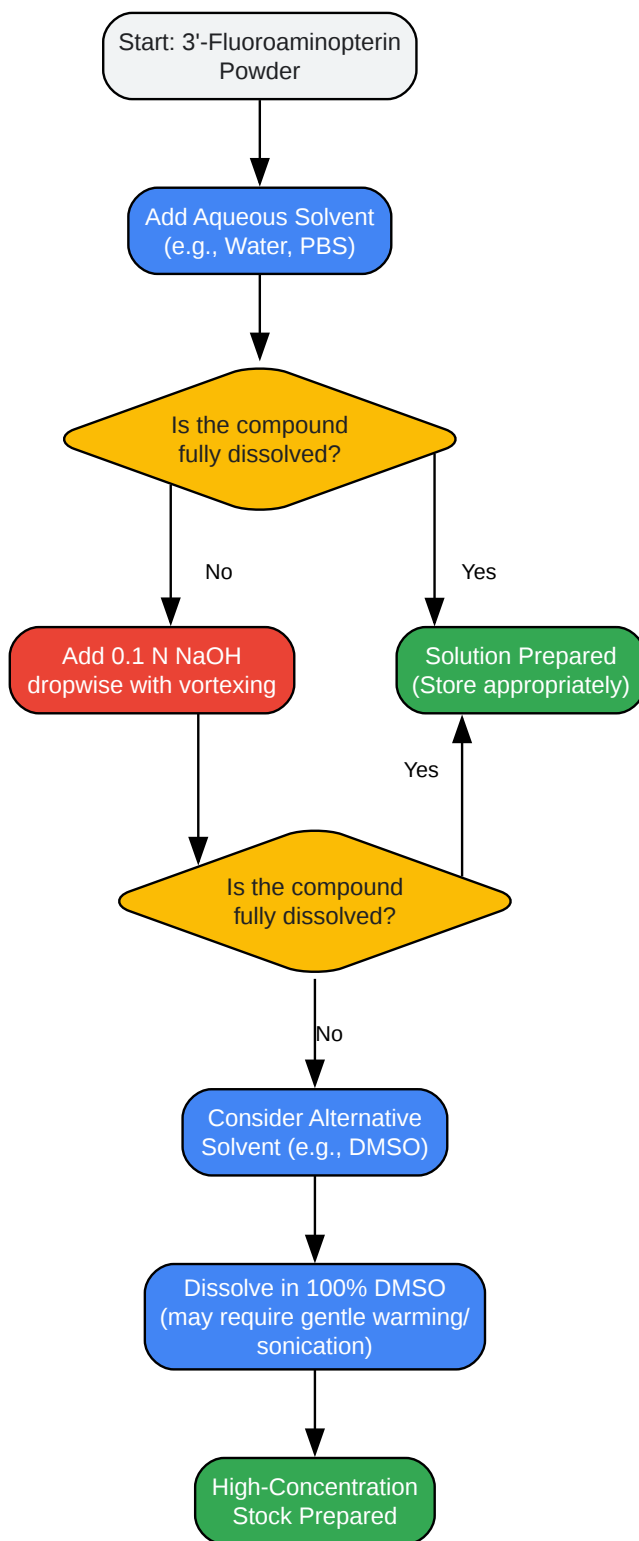 Start: 3'-Fluoroaminopterin
Powder
Add Aqueous Solvent
(e.g., Water, PBS)
Is the compound
fully dissolved?
No
Yes
Add 0.1 N NaOH
dropwise with vortexing
Solution Prepared
(Store appropriately)
Yes
Is the compound
fully dissolved?
No
Consider Alternative
Solvent (e.g., DMSO)
Dissolve in 100% DMSO
(may require gentle warming/
sonication)
High-Concentration
Stock Prepared